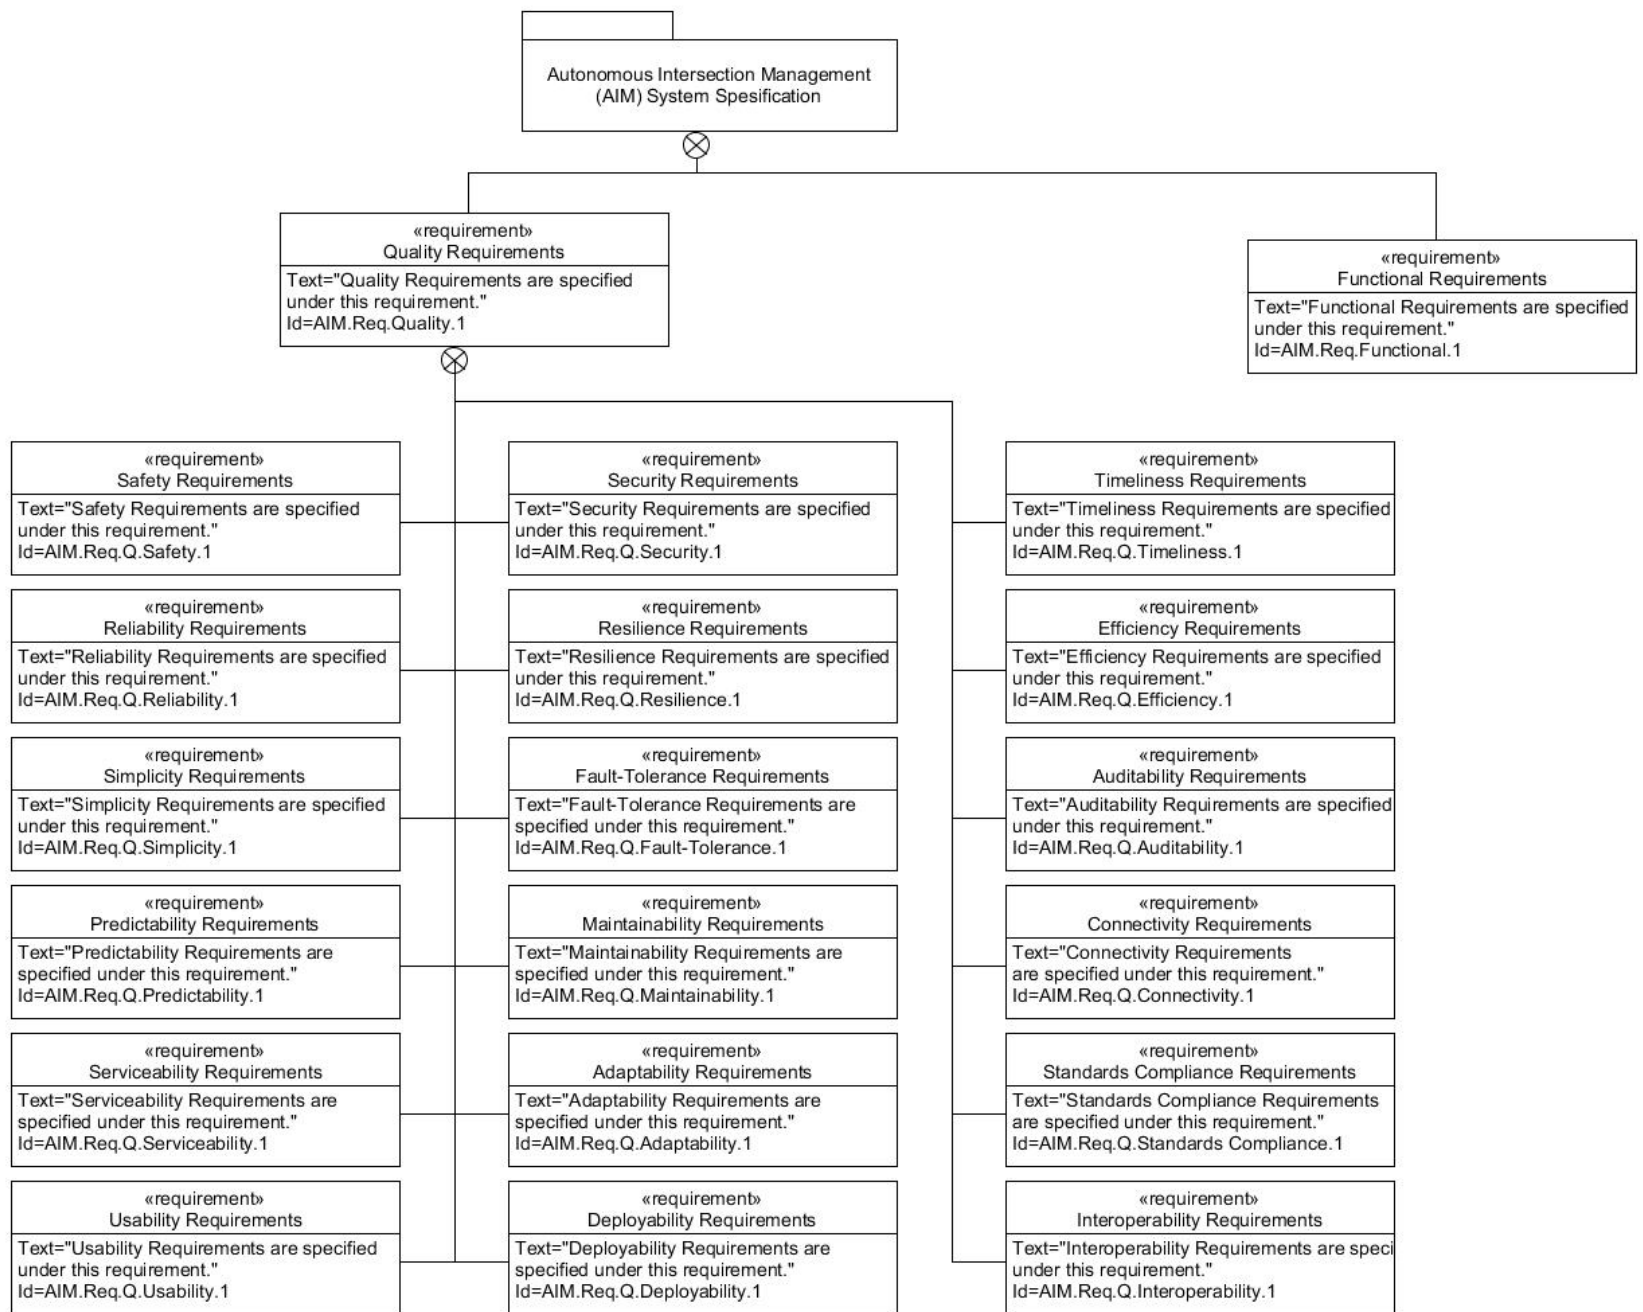 Autonomous Intersection Management
(AIM) System Spesification
«requirement»
Quality Requirements
Text="Quality Requirements are specified
under this requirement."
Id=AIM.Req.Quality.1
«requirement»
Functional Requirements
Text="Functional Requirements are specified
under this requirement."
Id=AIM.Req.Functional.1
«requirement»
Safety Requirements
Text="Safety Requirements are specified
under this requirement."
Id=AIM.Req.Q.Safety.1
«requirement»
Security Requirements
Text="Security Requirements are specified
under this requirement."
Id=AIM.Req.Q.Security.1
«requirement»
Timeliness Requirements
Text="Timeliness Requirements are specified
under this requirement."
Id=AIM.Req.Q.Timeliness.1
«requirement»
Reliability Requirements
Text="Reliability Requirements are specified
under this requirement."
Id=AIM.Req.Q.Reliability.1
«requirement»
Resilience Requirements
Text="Resilience Requirements are specified
under this requirement."
Id=AIM.Req.Q.Resilience.1
«requirement»
Efficiency Requirements
Text="Efficiency Requirements are specified
under this requirement."
Id=AIM.Req.Q.Efficiency.1
«requirement»
Simplicity Requirements
Text="Simplicity Requirements are specified
under this requirement."
Id=AIM.Req.Q.Simplicity.1
«requirement»
Fault-Tolerance Requirements
Text="Fault-Tolerance Requirements are
specified under this requirement."
Id=AIM.Req.Q.Fault-Tolerance.1
«requirement»
Auditability Requirements
Text="Auditability Requirements are specified
under this requirement."
Id=AIM.Req.Q.Auditability.1
«requirement»
Predictability Requirements
Text="Predictability Requirements are
specified under this requirement."
Id=AIM.Req.Q.Predictability.1
«requirement»
Maintainability Requirements
Text="Maintainability Requirements are
specified under this requirement."
Id=AIM.Req.Q.Maintainability.1
«requirement»
Connectivity Requirements
Text="Connectivity Requirements
are specified under this requirement."
Id=AIM.Req.Q.Connectivity.1
«requirement»
Serviceability Requirements
Text="Serviceability Requirements are
specified under this requirement."
Id=AIM.Req.Q.Serviceability.1
«requirement»
Adaptability Requirements
Text="Adaptability Requirements are
specified under this requirement."
Id=AIM.Req.Q.Adaptability.1
«requirement»
Standards Compliance Requirements
Text="Standards Compliance Requirements
are specified under this requirement."
Id=AIM.Req.Q.Standards Compliance.1
«requirement»
Usability Requirements
Text="Usability Requirements are specified
under this requirement."
Id=AIM.Req.Q.Usability.1
«requirement»
Deployability Requirements
Text="Deployability Requirements are
specified under this requirement."
Id=AIM.Req.Q.Deployability.1
«requirement»
Interoperability Requirements
Text="Interoperability Requirements are speci
under this requirement."
Id=AIM.Req.Q.Interoperability.1